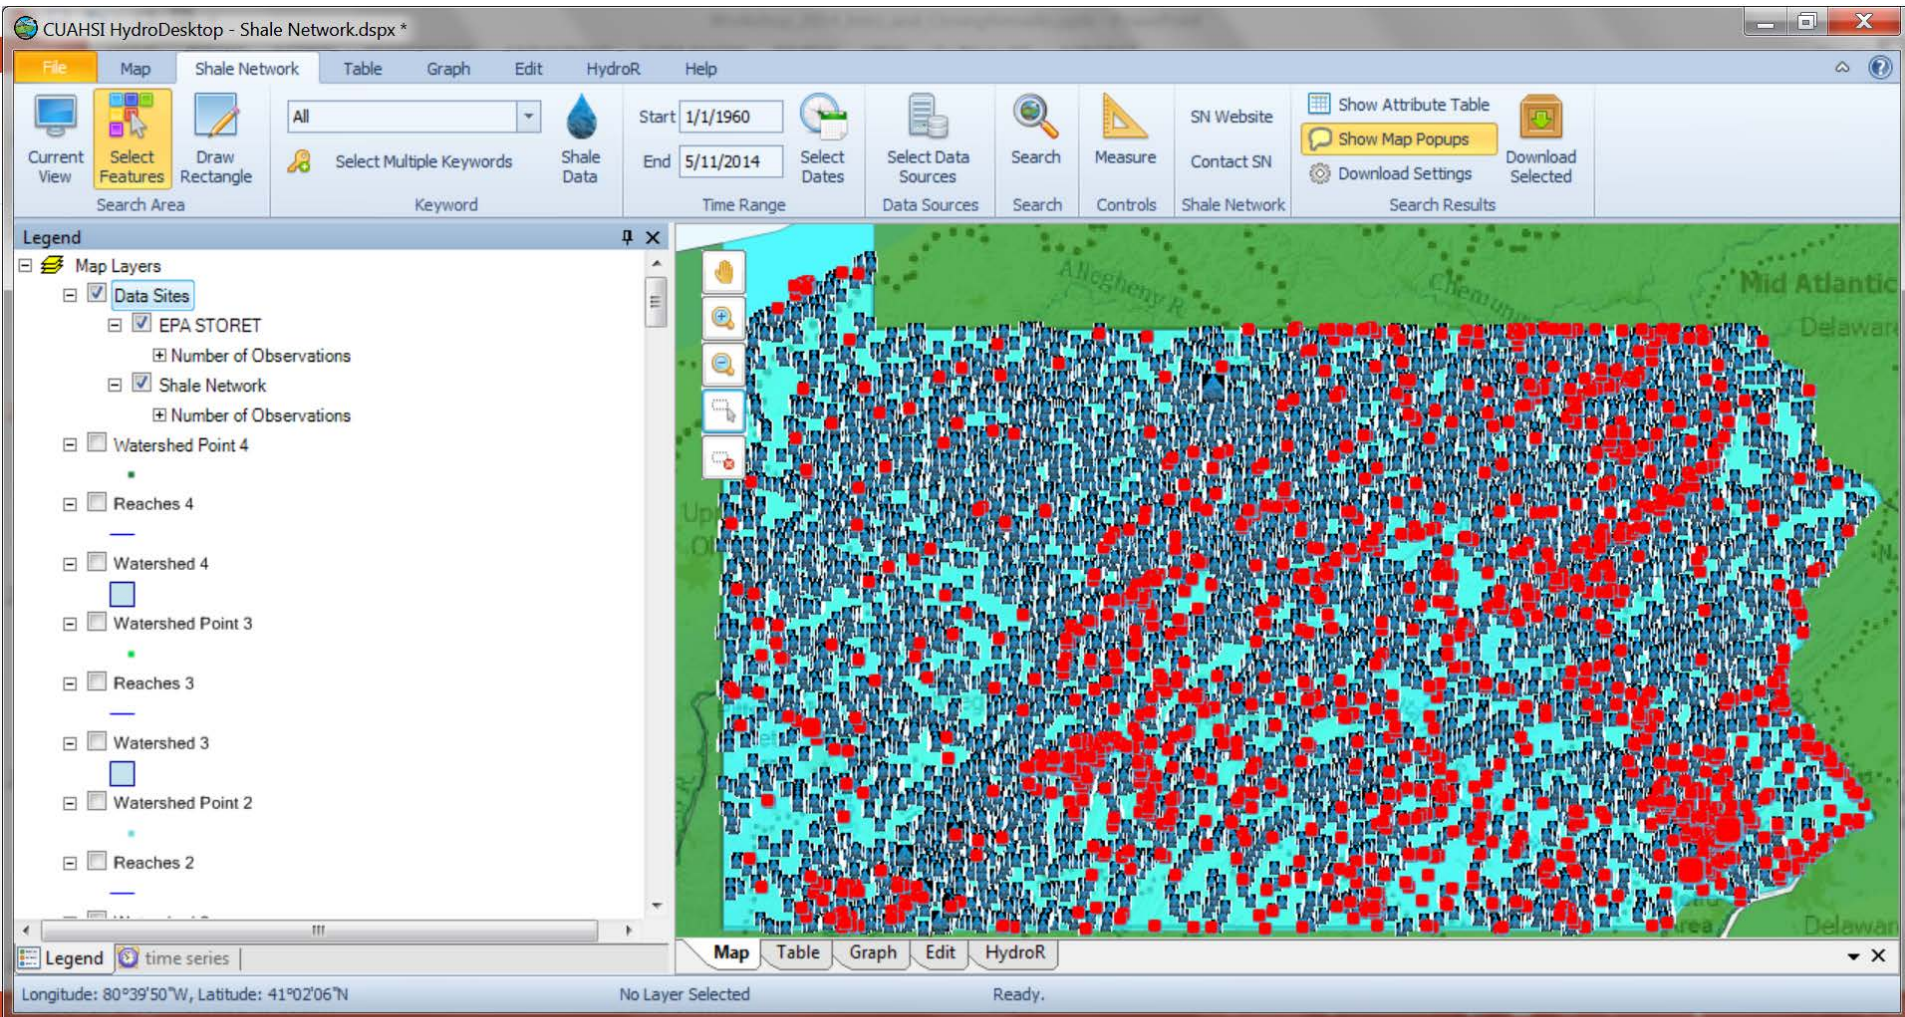 CUAHSI HydroDesktop - Shale Network.dspx *
File Map Shale Network Table Graph Edit HydroR Help
Current View
Select Features
Draw Rectangle
Search Area
All
Select Multiple Keywords
Shale Data
Keyword
Start 1/1/1960
End 5/11/2014
Select Dates
Time Range
Select Data Sources
Data Sources
Search
Search
Measure
Controls
SN Website
Contact SN
Shale Network
Show Attribute Table
Show Map Popups
Download Settings
Download Selected
Search Results
Legend
Map Layers
Data Sites
EPA STORET
Number of Observations
Shale Network
Number of Observations
Watershed Point 4
Reaches 4
Watershed 4
Watershed Point 3
Reaches 3
Watershed 3
Watershed Point 2
Reaches 2
Legend time series
Allegheny R
Mid Atlantic
Delaware
Area
Delawar
Map Table Graph Edit HydroR
Longitude: 80°39'50"W, Latitude: 41°02'06"N No Layer Selected Ready.